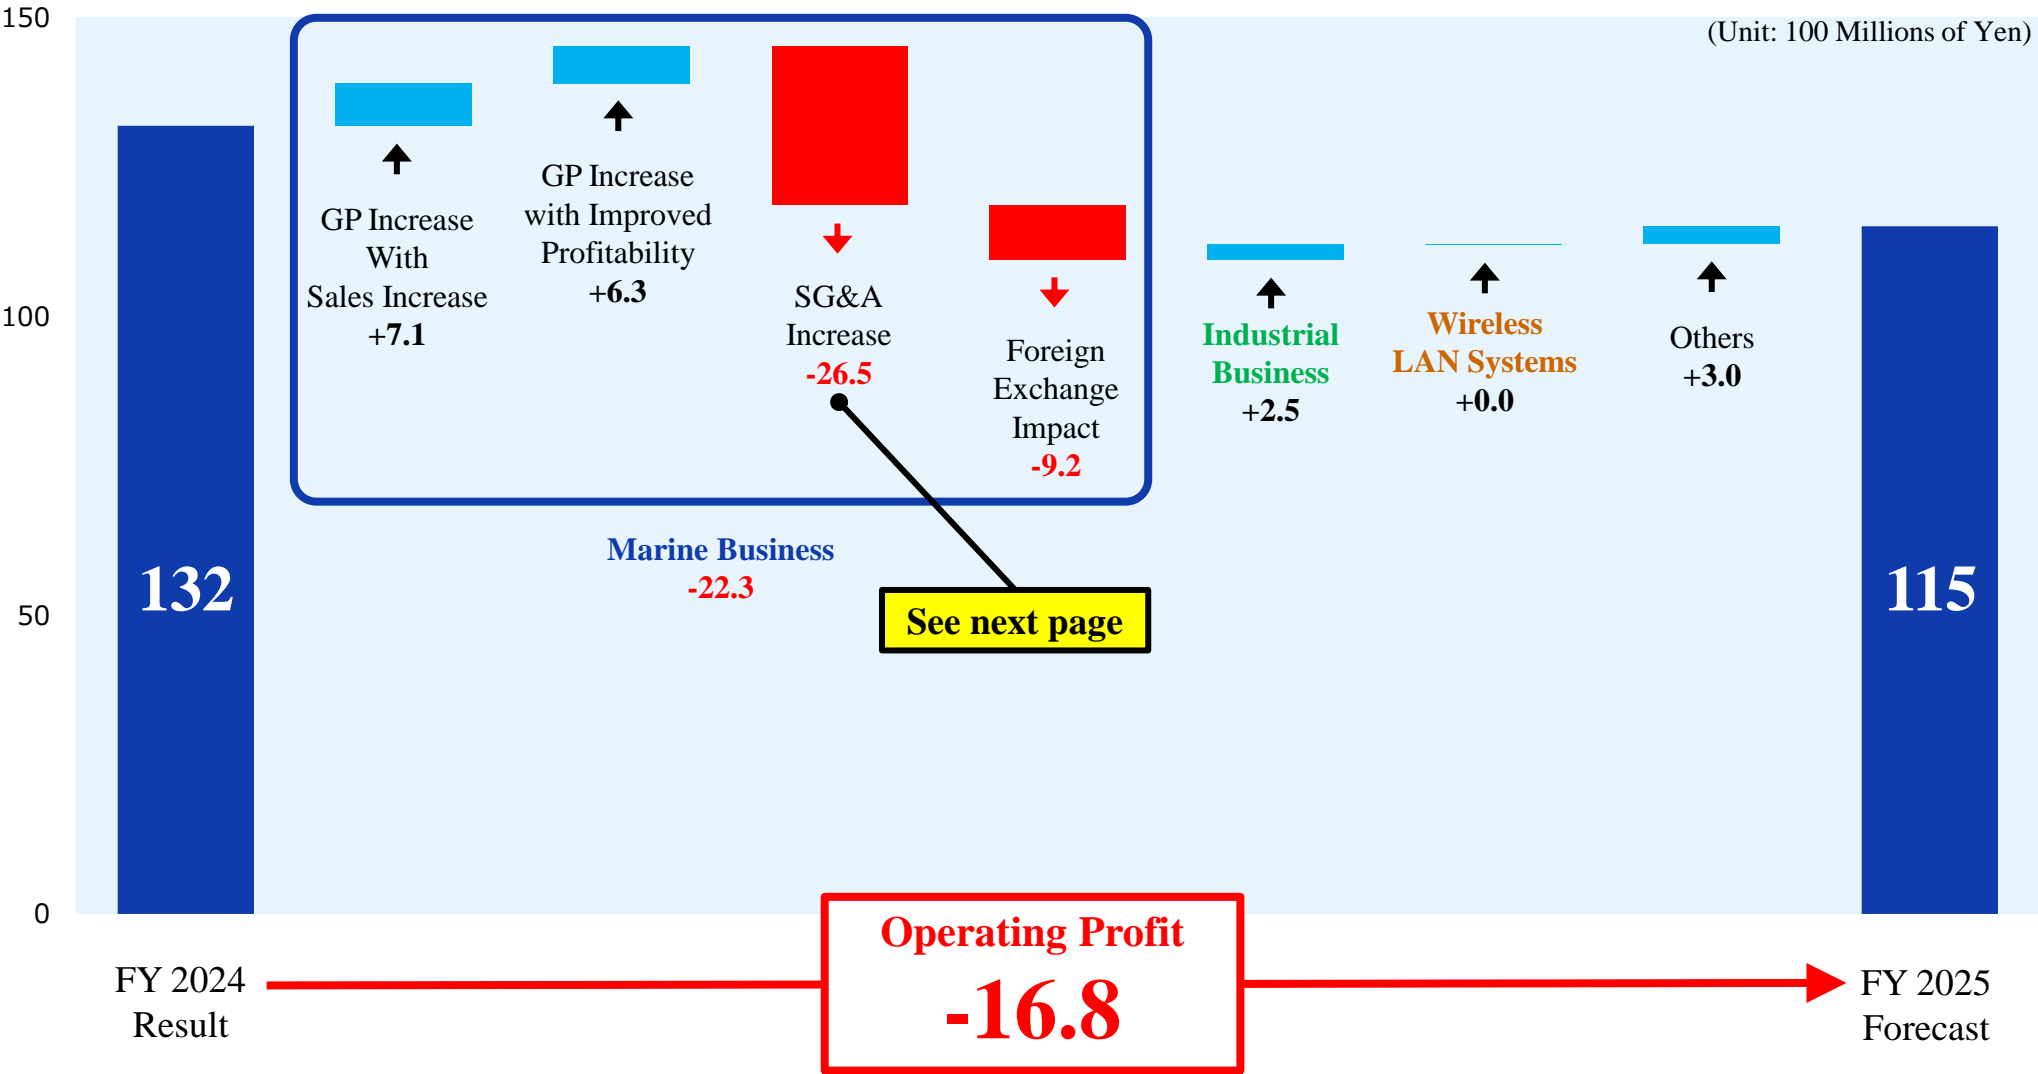 150
(Unit: 100 Millions of Yen)
100
50
0
132
GP Increase
With
Sales Increase
+7.1
GP Increase
with Improved
Profitability
+6.3
SG&A
Increase
-26.5
Foreign
Exchange
Impact
-9.2
Marine Business
-22.3
See next page
Industrial
Business
+2.5
Wireless
LAN Systems
+0.0
Others
+3.0
115
FY 2024
Result
Operating Profit
-16.8
FY 2025
Forecast